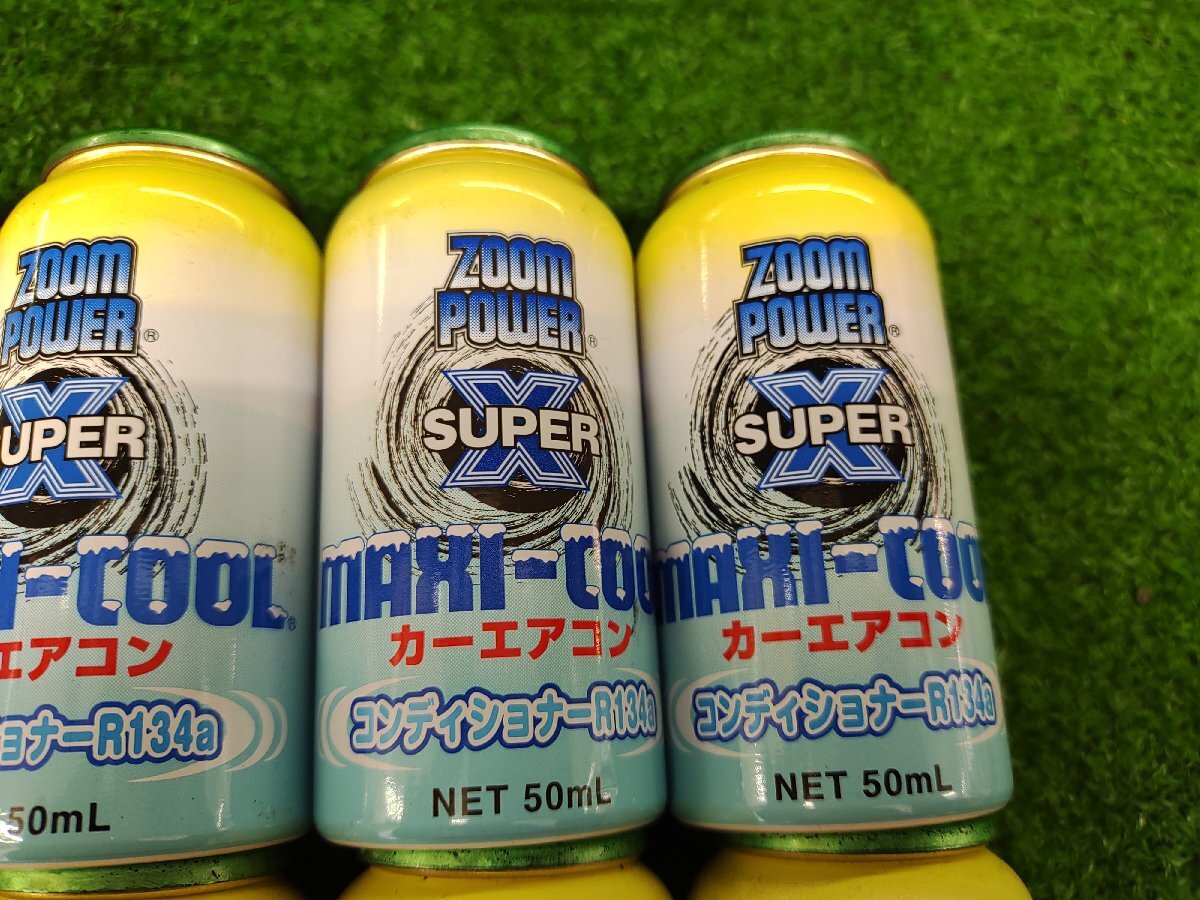 ZOOM
POWER®
SUPER X
I-COOL®
エアコン
ョナーR134a
50mL
ZOOM
POWER®
SUPER X
MAXI-COO
カーエアコン
コンディショナーR134a
NET 50mL
ZOOM
POWER®
SUPER X
MAXI-COO
カーエアコン
コンディショナーR134a
NET 50mL